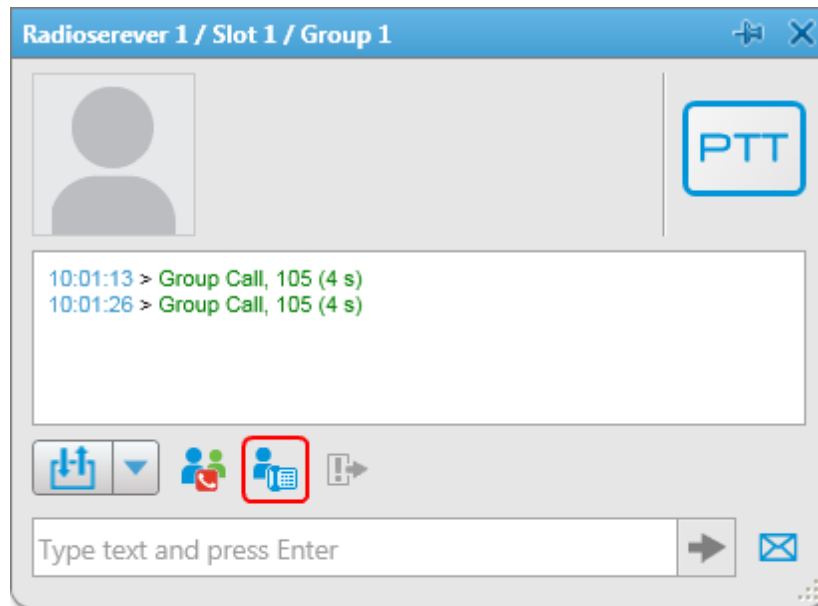 Radioserever 1 / Slot 1 / Group 1
PTT
10:01:13 > Group Call, 105 (4 s)
10:01:26 > Group Call, 105 (4 s)
Type text and press Enter